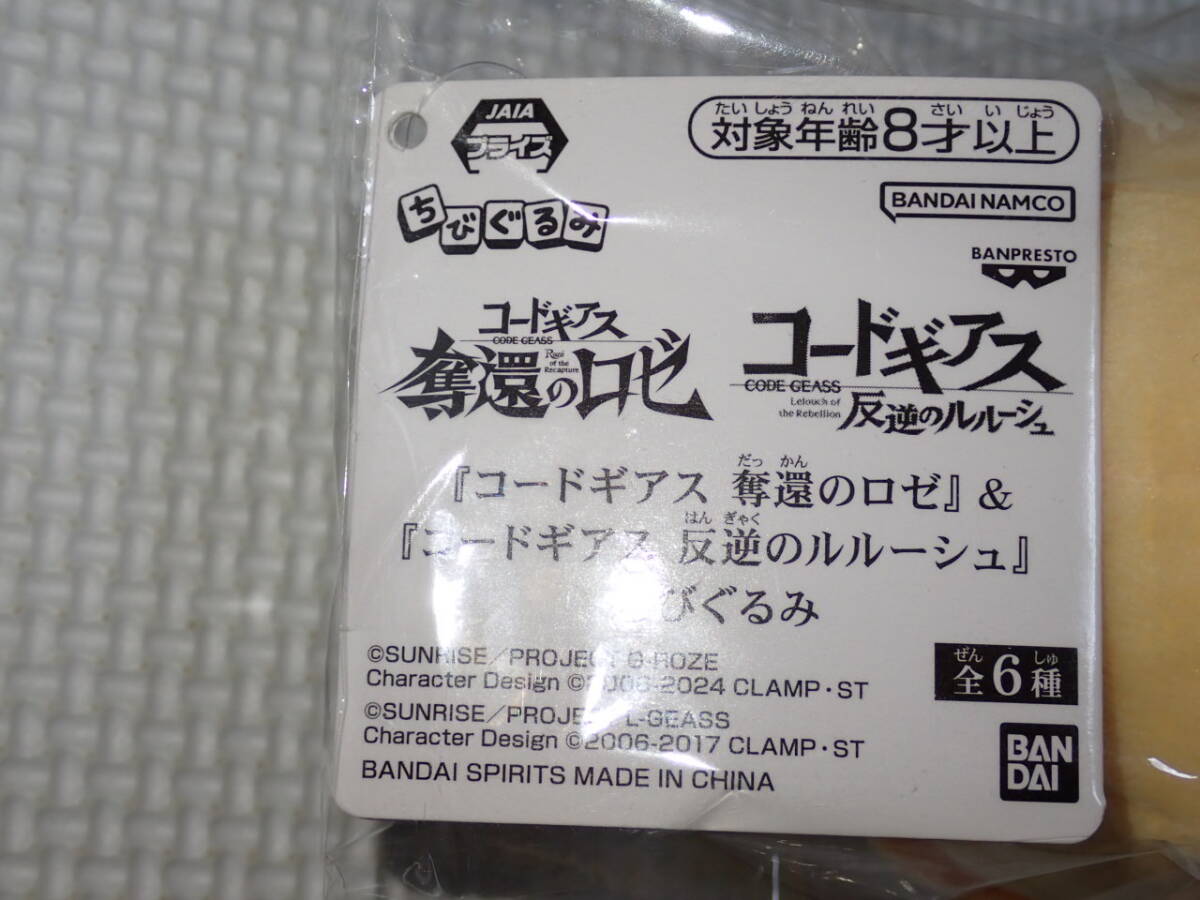 JAIA
プライズ
たいしょうねんれい さいいじょう
対象年齢8才以上
ちびぐるみ
BANDAI NAMCO
BANPRESTO
コードギアス
CODE GEASS
Rozé of the Recapture
奪還のロゼ
コードギアス
CODE GEASS
Lelouch of the Rebellion
反逆のルルーシュ
だっかん
『コードギアス 奪還のロゼ』&
はんぎゃく
『コードギアス 反逆のルルーシュ』
びぐるみ
©SUNRISE/PROJECT G-ROZE
Character Design ©2006-2024 CLAMP・ST
©SUNRISE/PROJECT L-GEASS
Character Design ©2006-2017 CLAMP・ST
BANDAI SPIRITS MADE IN CHINA
ぜん しゅ
全6種
BAN
DAI